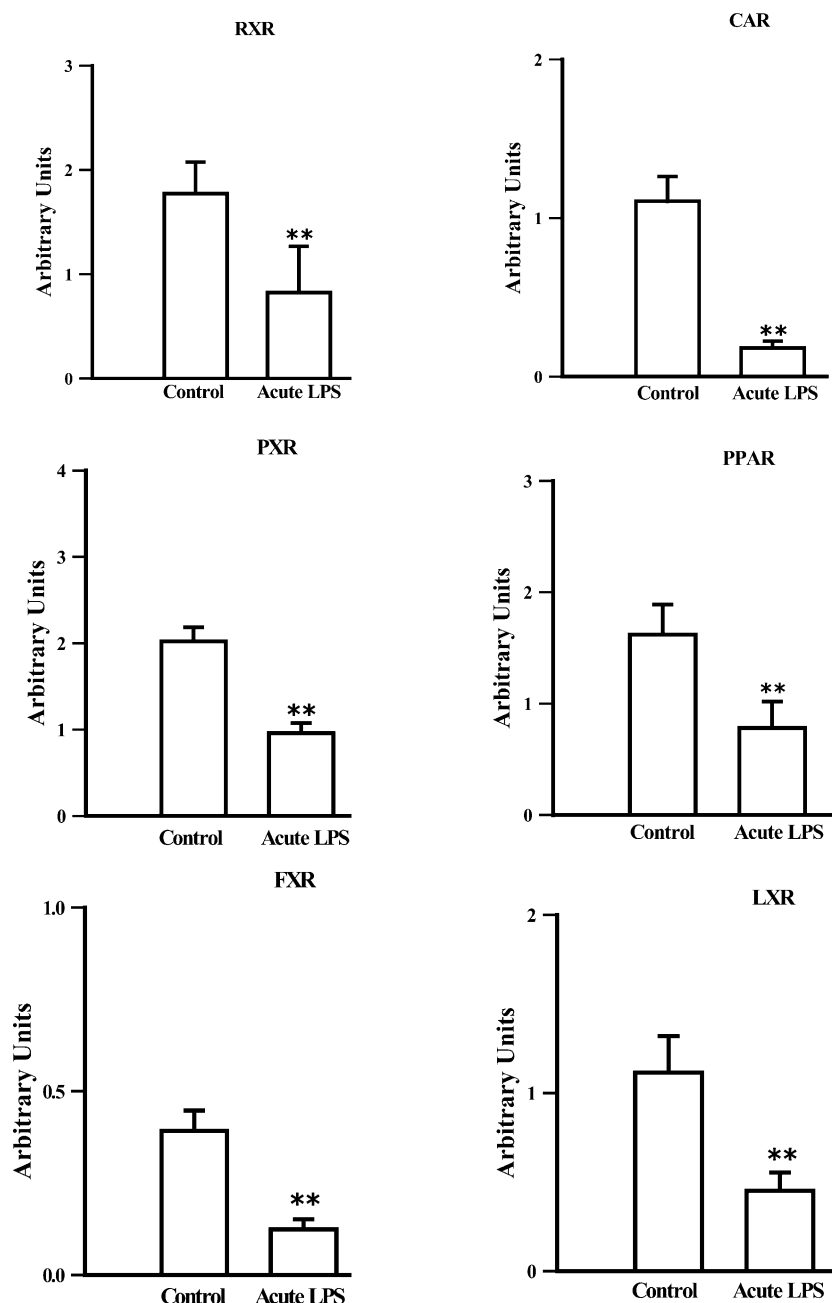 RXR
3
2
1
0
Arbitrary Units
**
Control Acute LPS
CAR
2
1
0
Arbitrary Units
**
Control Acute LPS
PXR
4
3
2
1
0
Arbitrary Units
**
Control Acute LPS
PPAR
3
2
1
0
Arbitrary Units
**
Control Acute LPS
FXR
1.0
0.5
0.0
Arbitrary Units
**
Control Acute LPS
LXR
2
1
0
Arbitrary Units
**
Control Acute LPS